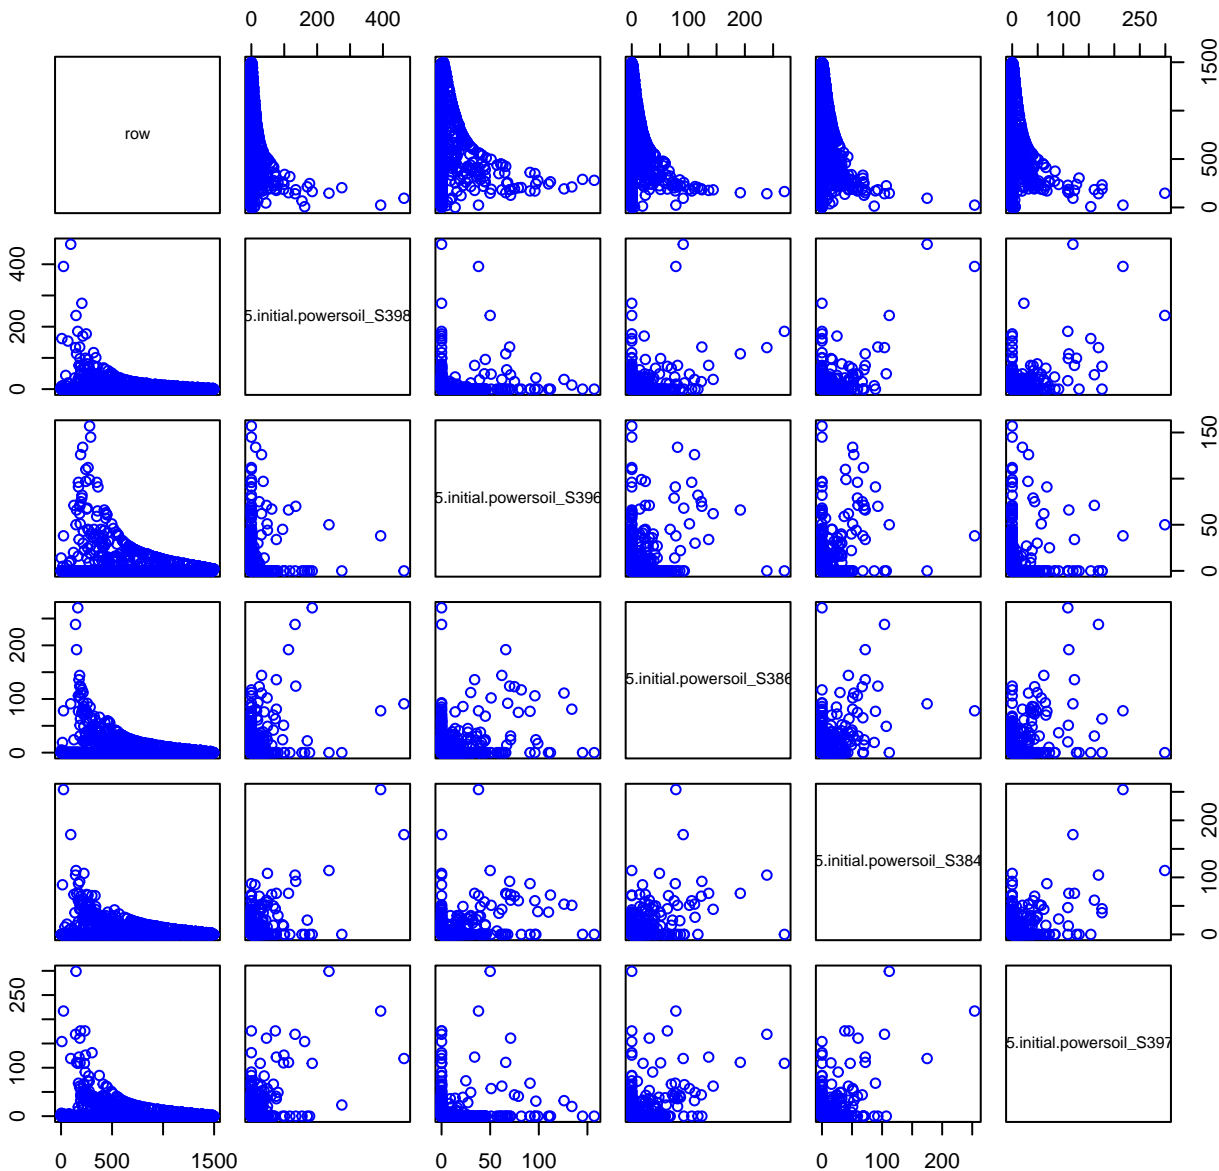 0 200 400
0 100 200
0 100 250
row
0 500 1500
0 200 400
5.initial.powersoil_S398
5.initial.powersoil_S396
0 50 150
0 100 200
5.initial.powersoil_S386
5.initial.powersoil_S384
0 100 200
0 100 250
5.initial.powersoil_S397
0 500 1500
0 50 100
0 100 200